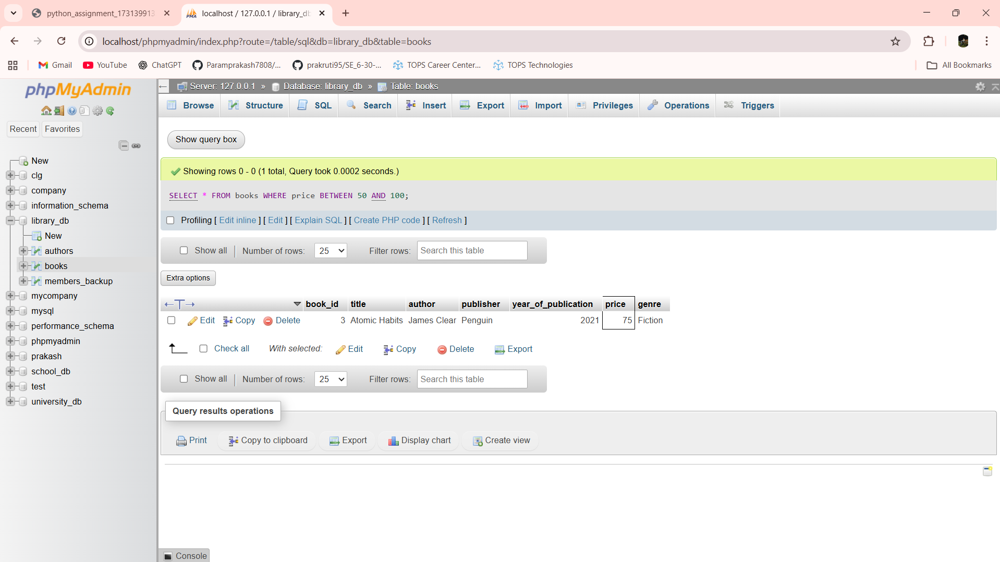 python_assignment_173139913
localhost / 127.0.0.1 / library_db
localhost/phpmyadmin/index.php?route=/table/sql&db=library_db&table=books
Gmail YouTube ChatGPT Paramprakash7808/... prakruti95/SE_6-30-... TOPS Career Center... TOPS Technologies All Bookmarks
phpMyAdmin
Recent Favorites
New
clg
company
information_schema
library_db
New
authors
books
members_backup
mycompany
mysql
performance_schema
phpmyadmin
prakash
school_db
test
university_db
Server: 127.0.0.1 » Database: library_db » Table: books
Browse Structure SQL Search Insert Export Import Privileges Operations Triggers
Show query box
Showing rows 0 - 0 (1 total, Query took 0.0002 seconds.)
SELECT * FROM books WHERE price BETWEEN 50 AND 100;
Profiling [ Edit inline ] [ Edit ] [ Explain SQL ] [ Create PHP code ] [ Refresh ]
Show all Number of rows: 25 Filter rows: Search this table
Extra options
book_id title author publisher year_of_publication price genre
Edit Copy Delete 3 Atomic Habits James Clear Penguin 2021 75 Fiction
Check all With selected: Edit Copy Delete Export
Show all Number of rows: 25 Filter rows: Search this table
Query results operations
Print Copy to clipboard Export Display chart Create view
Console